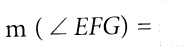 m (∠ EFG) =